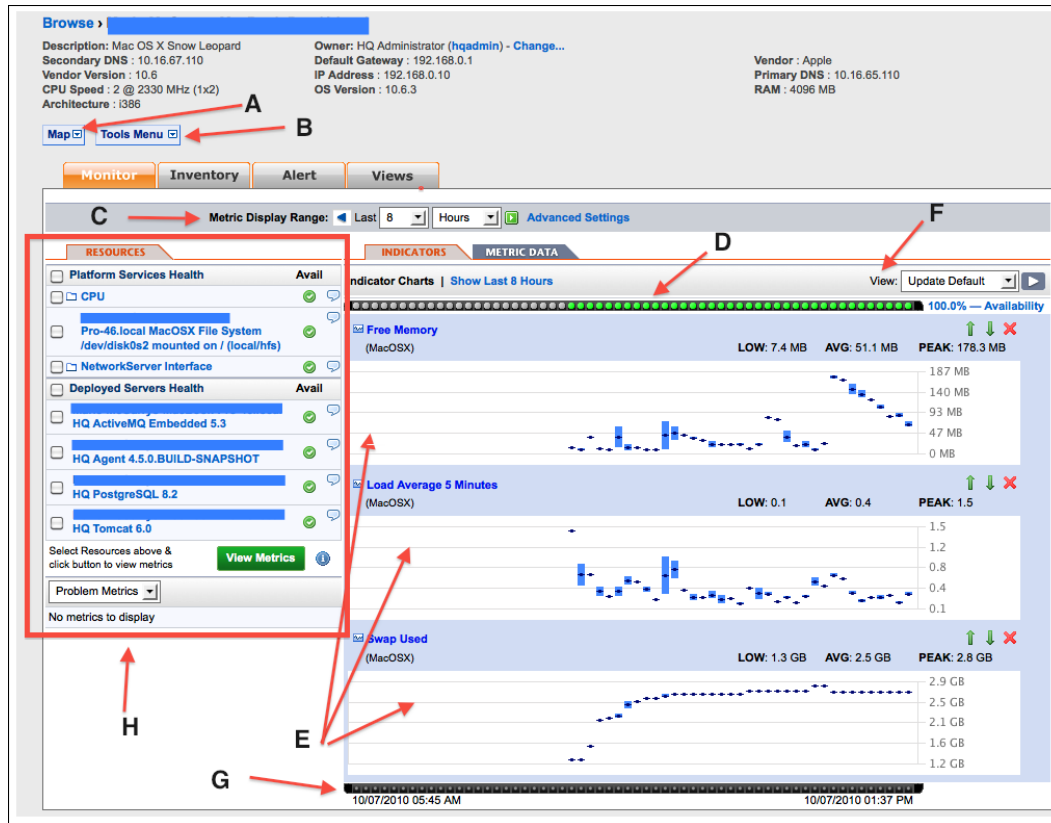 Browse ›
Description: Mac OS X Snow Leopard
Owner: HQ Administrator (hqadmin) - Change...
Secondary DNS : 10.16.67.110
Default Gateway : 192.168.0.1
Vendor : Apple
Vendor Version : 10.6
IP Address : 192.168.0.10
Primary DNS : 10.16.65.110
CPU Speed : 2 @ 2330 MHz (1x2)
OS Version : 10.6.3
RAM : 4096 MB
Architecture : i386
A
B
Map
Tools Menu
Monitor
Inventory
Alert
Views
C
Metric Display Range:
Last 8 Hours
Advanced Settings
F
D
RESOURCES
INDICATORS
METRIC DATA
Platform Services Health
Avail
ndicator Charts | Show Last 8 Hours
View: Update Default
CPU
100.0% — Availability
Pro-46.local MacOSX File System
/dev/disk0s2 mounted on / (local/hfs)
NetworkServer Interface
Deployed Servers Health
Avail
HQ ActiveMQ Embedded 5.3
HQ Agent 4.5.0.BUILD-SNAPSHOT
HQ PostgreSQL 8.2
HQ Tomcat 6.0
Select Resources above &
click button to view metrics
View Metrics
Problem Metrics
No metrics to display
Free Memory
(MacOSX)
LOW: 7.4 MB AVG: 51.1 MB PEAK: 178.3 MB
187 MB
140 MB
93 MB
47 MB
0 MB
Load Average 5 Minutes
(MacOSX)
LOW: 0.1 AVG: 0.4 PEAK: 1.5
1.5
1.2
0.8
0.4
0.1
Swap Used
(MacOSX)
LOW: 1.3 GB AVG: 2.5 GB PEAK: 2.8 GB
2.9 GB
2.5 GB
2.1 GB
1.6 GB
1.2 GB
H
E
G
10/07/2010 05:45 AM
10/07/2010 01:37 PM